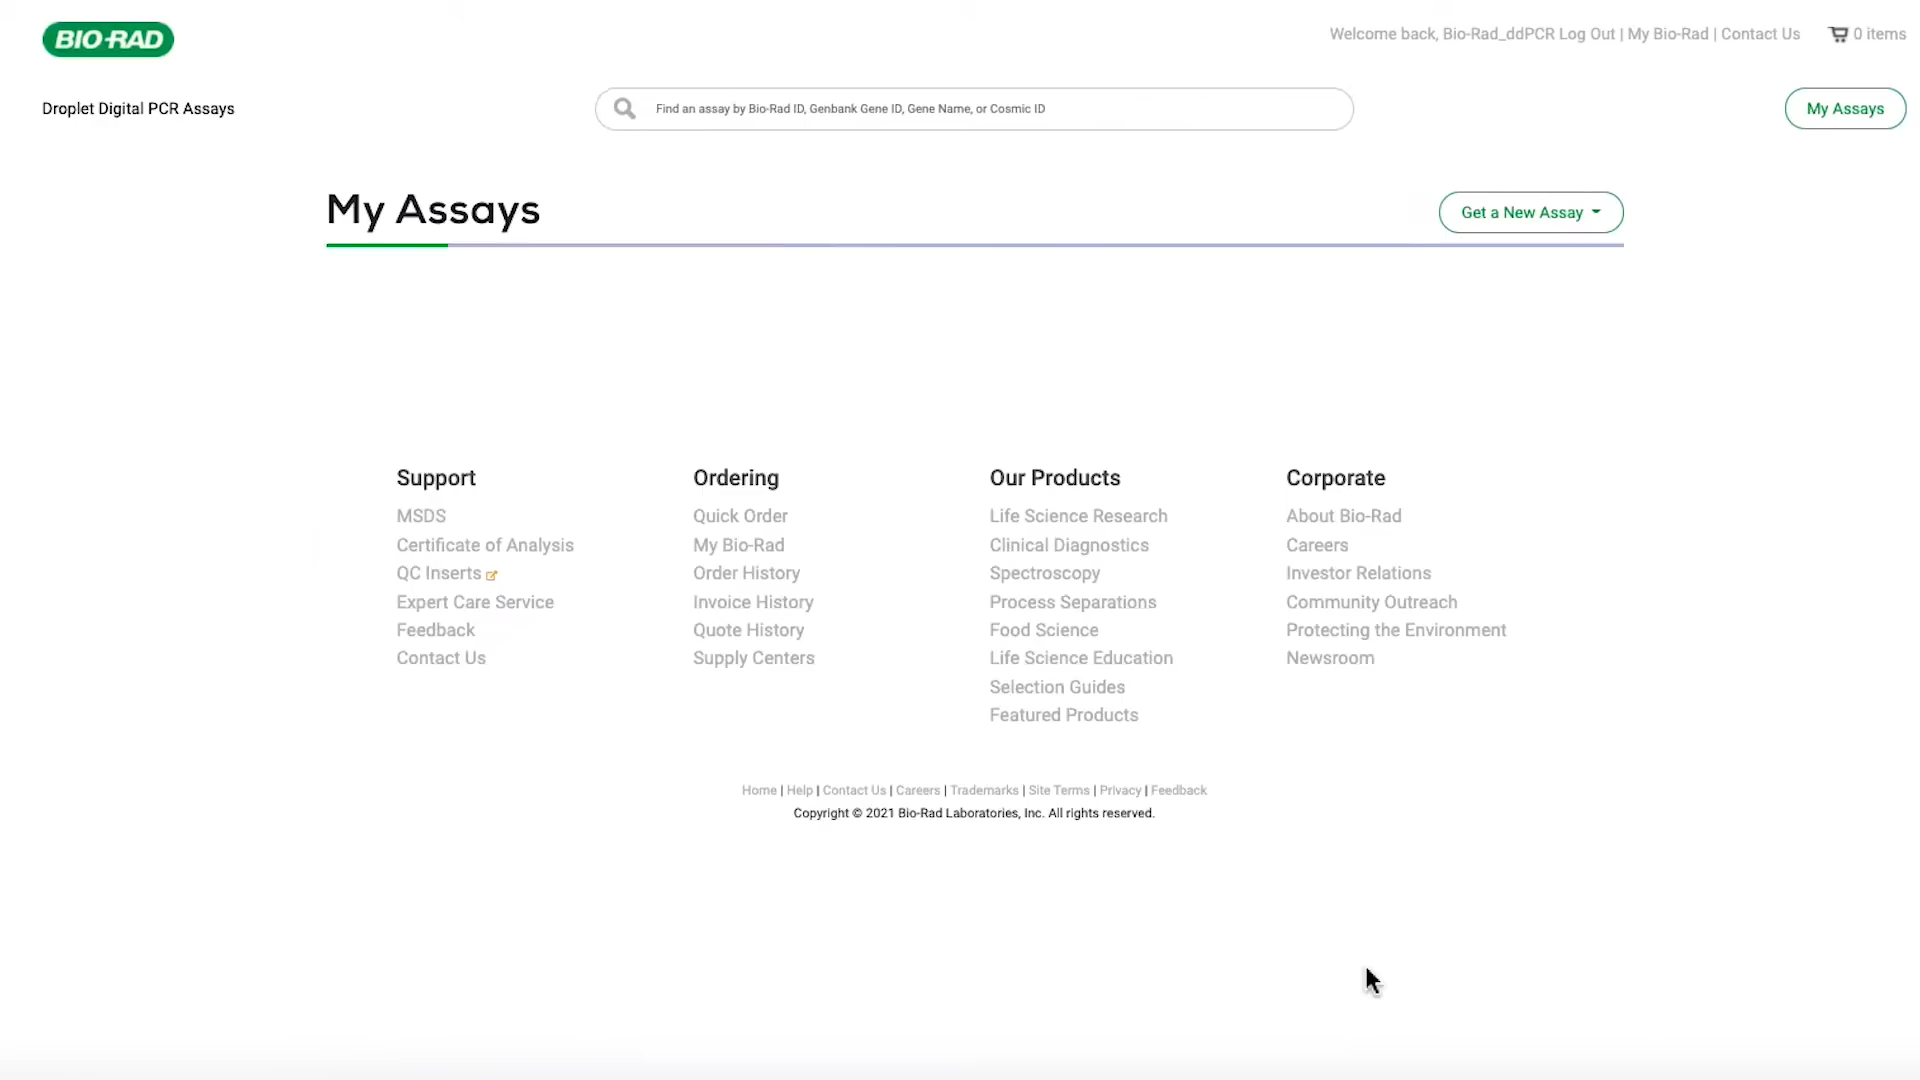 BIO-RAD
Welcome back, Bio-Rad_ddPCR Log Out | My Bio-Rad | Contact Us 0 items
Droplet Digital PCR Assays
Find an assay by Bio-Rad ID, Genbank Gene ID, Gene Name, or Cosmic ID
My Assays
My Assays
Get a New Assay
Support
MSDS
Certificate of Analysis
QC Inserts
Expert Care Service
Feedback
Contact Us
Ordering
Quick Order
My Bio-Rad
Order History
Invoice History
Quote History
Supply Centers
Our Products
Life Science Research
Clinical Diagnostics
Spectroscopy
Process Separations
Food Science
Life Science Education
Selection Guides
Featured Products
Corporate
About Bio-Rad
Careers
Investor Relations
Community Outreach
Protecting the Environment
Newsroom
Home | Help | Contact Us | Careers | Trademarks | Site Terms | Privacy | Feedback
Copyright © 2021 Bio-Rad Laboratories, Inc. All rights reserved.